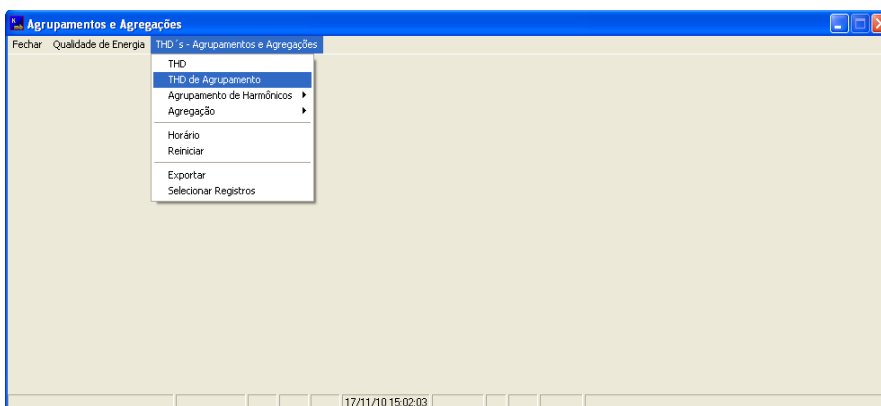 Agrupamentos e Agregações
Fechar Qualidade de Energia THD´s - Agrupamentos e Agregações
THD
THD de Agrupamento
Agrupamento de Harmônicos
Agregação
Horário
Reiniciar
Exportar
Selecionar Registros
17/11/10 15:02:03